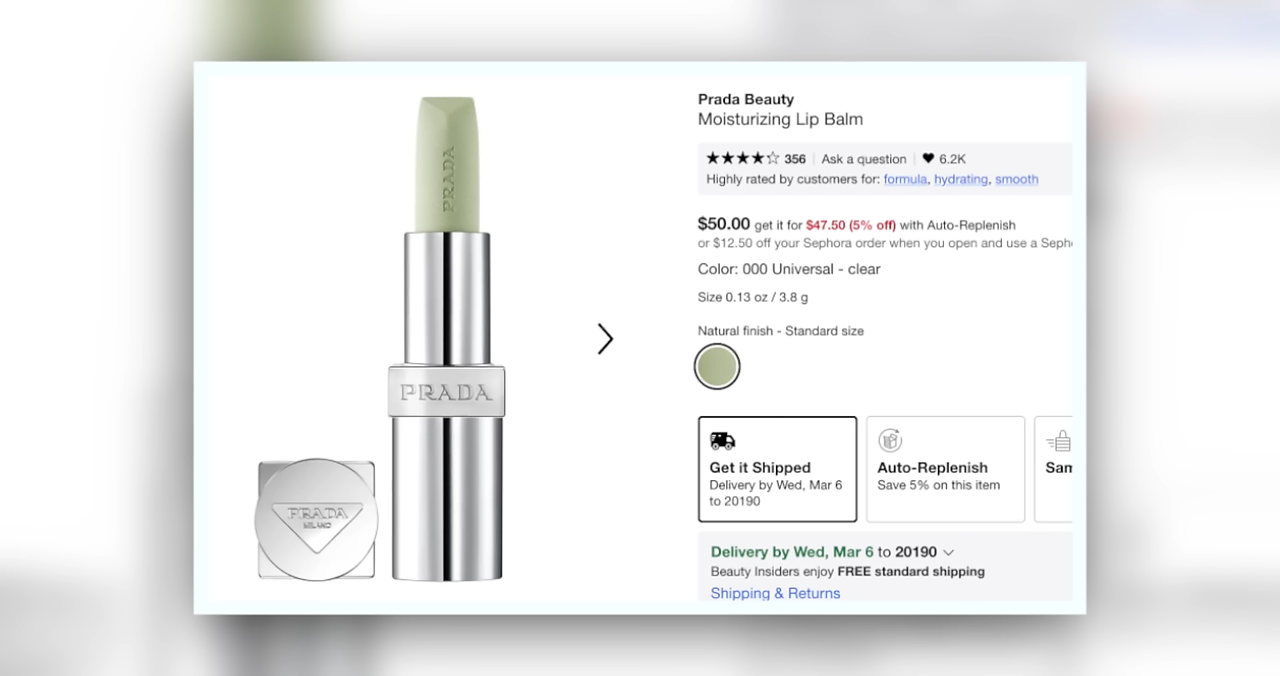 PRADA
PRADA
PRADA
MILANO
Prada Beauty
Moisturizing Lip Balm
★★★★☆ 356 | Ask a question | ♥ 6.2K
Highly rated by customers for: formula, hydrating, smooth
$50.00 get it for $47.50 (5% off) with Auto-Replenish
or $12.50 off your Sephora order when you open and use a Seph
Color: 000 Universal - clear
Size 0.13 oz / 3.8 g
Natural finish - Standard size
Get it Shipped
Delivery by Wed, Mar 6
to 20190
Auto-Replenish
Save 5% on this item
Sam
Delivery by Wed, Mar 6 to 20190
Beauty Insiders enjoy FREE standard shipping
Shipping & Returns